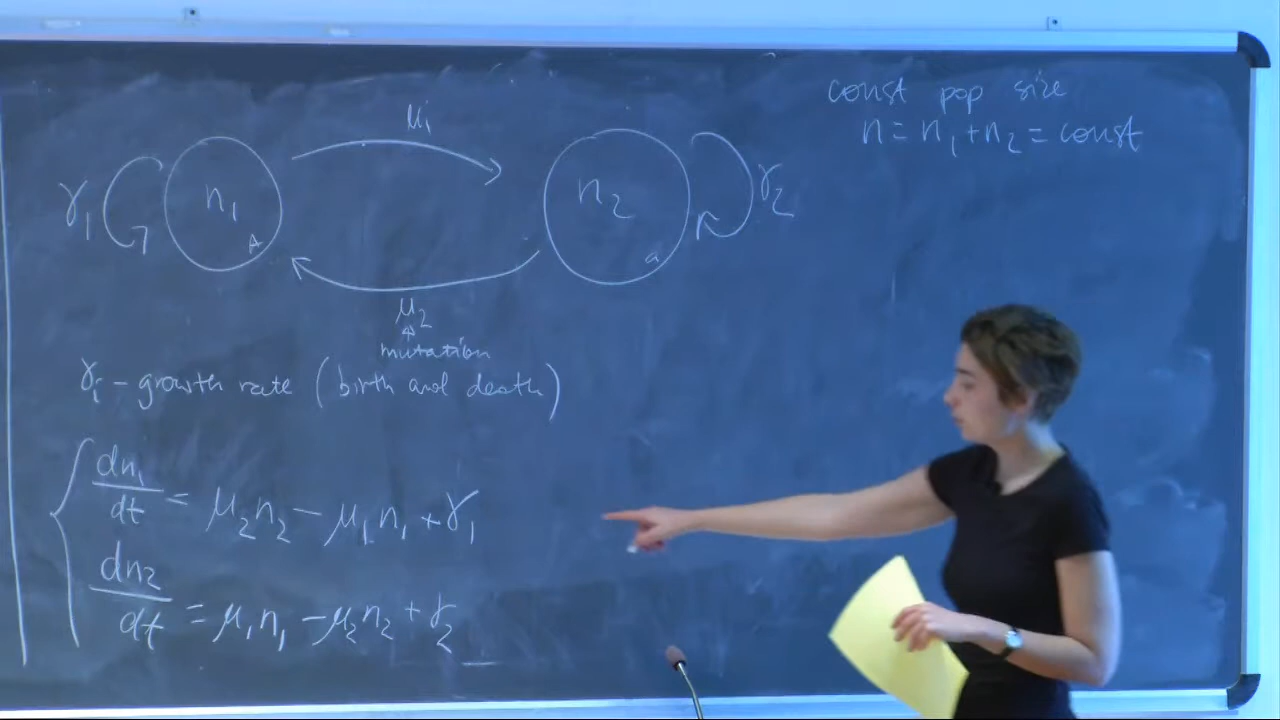 const pop size
n = n₁ + n₂ = const
μ₁
γ₁ n₁ A
n₂ a γ₂
μ₂
mutation
γᵢ – growth rate (birth and death)
dn₁/dt = μ₂n₂ – μ₁n₁ + γ₁
dn₂/dt = μ₁n₁ – μ₂n₂ + γ₂